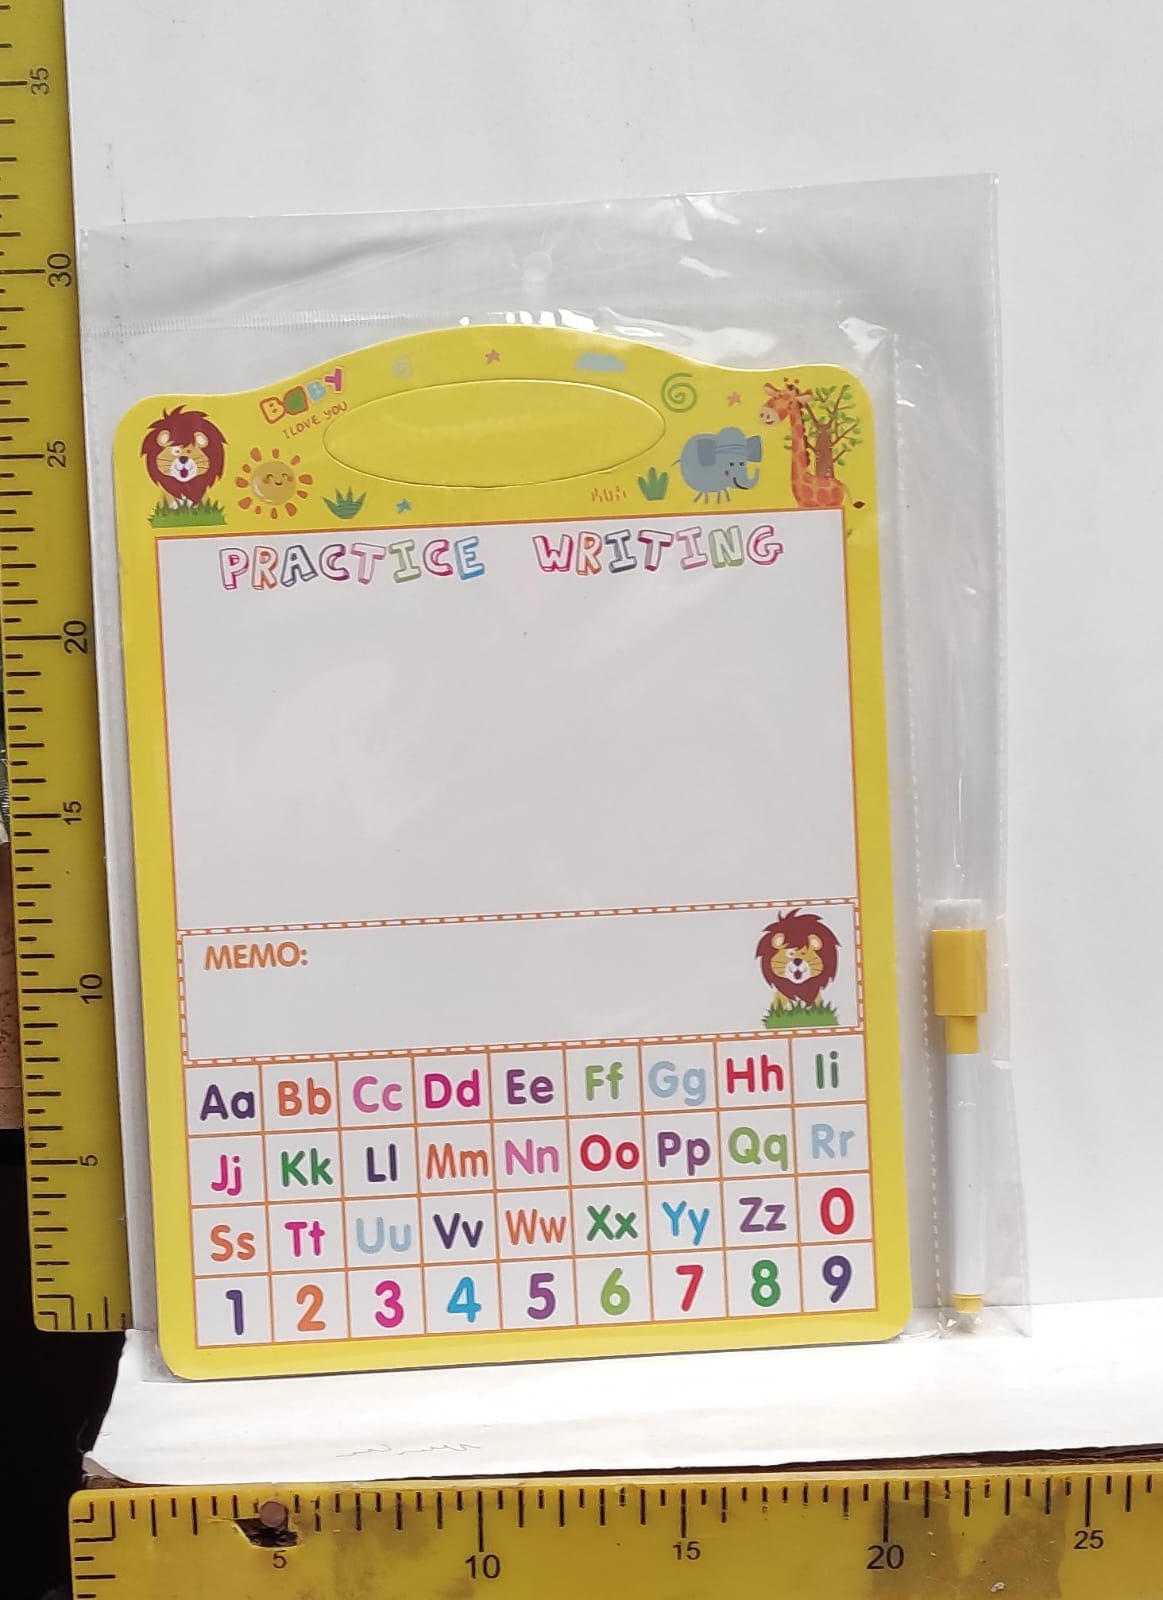 35
30
25
20
15
10
5
BABY
I LOVE YOU
PRACTICE WRITING
MEMO:
Aa Bb Cc Dd Ee Ff Gg Hh Ii
Jj Kk Ll Mm Nn Oo Pp Qq Rr
Ss Tt Uu Vv Ww Xx Yy Zz 0
1 2 3 4 5 6 7 8 9
5 10 15 20 25